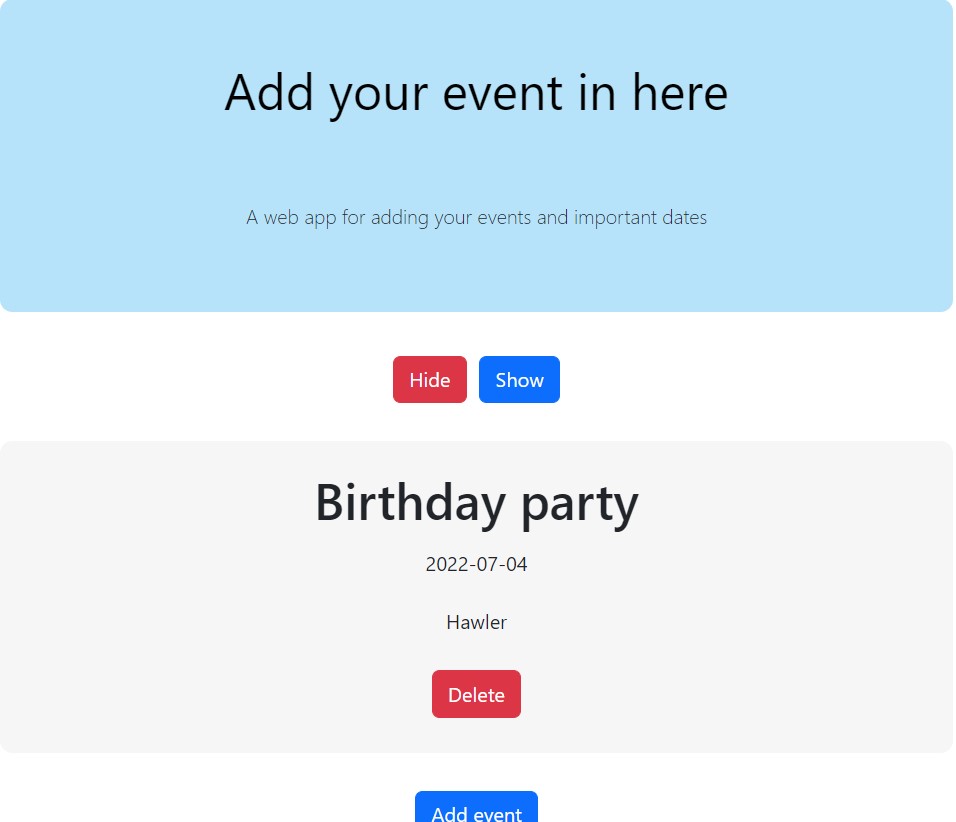 Add your event in here
A web app for adding your events and important dates
Hide Show
Birthday party
2022-07-04
Hawler
Delete
Add event